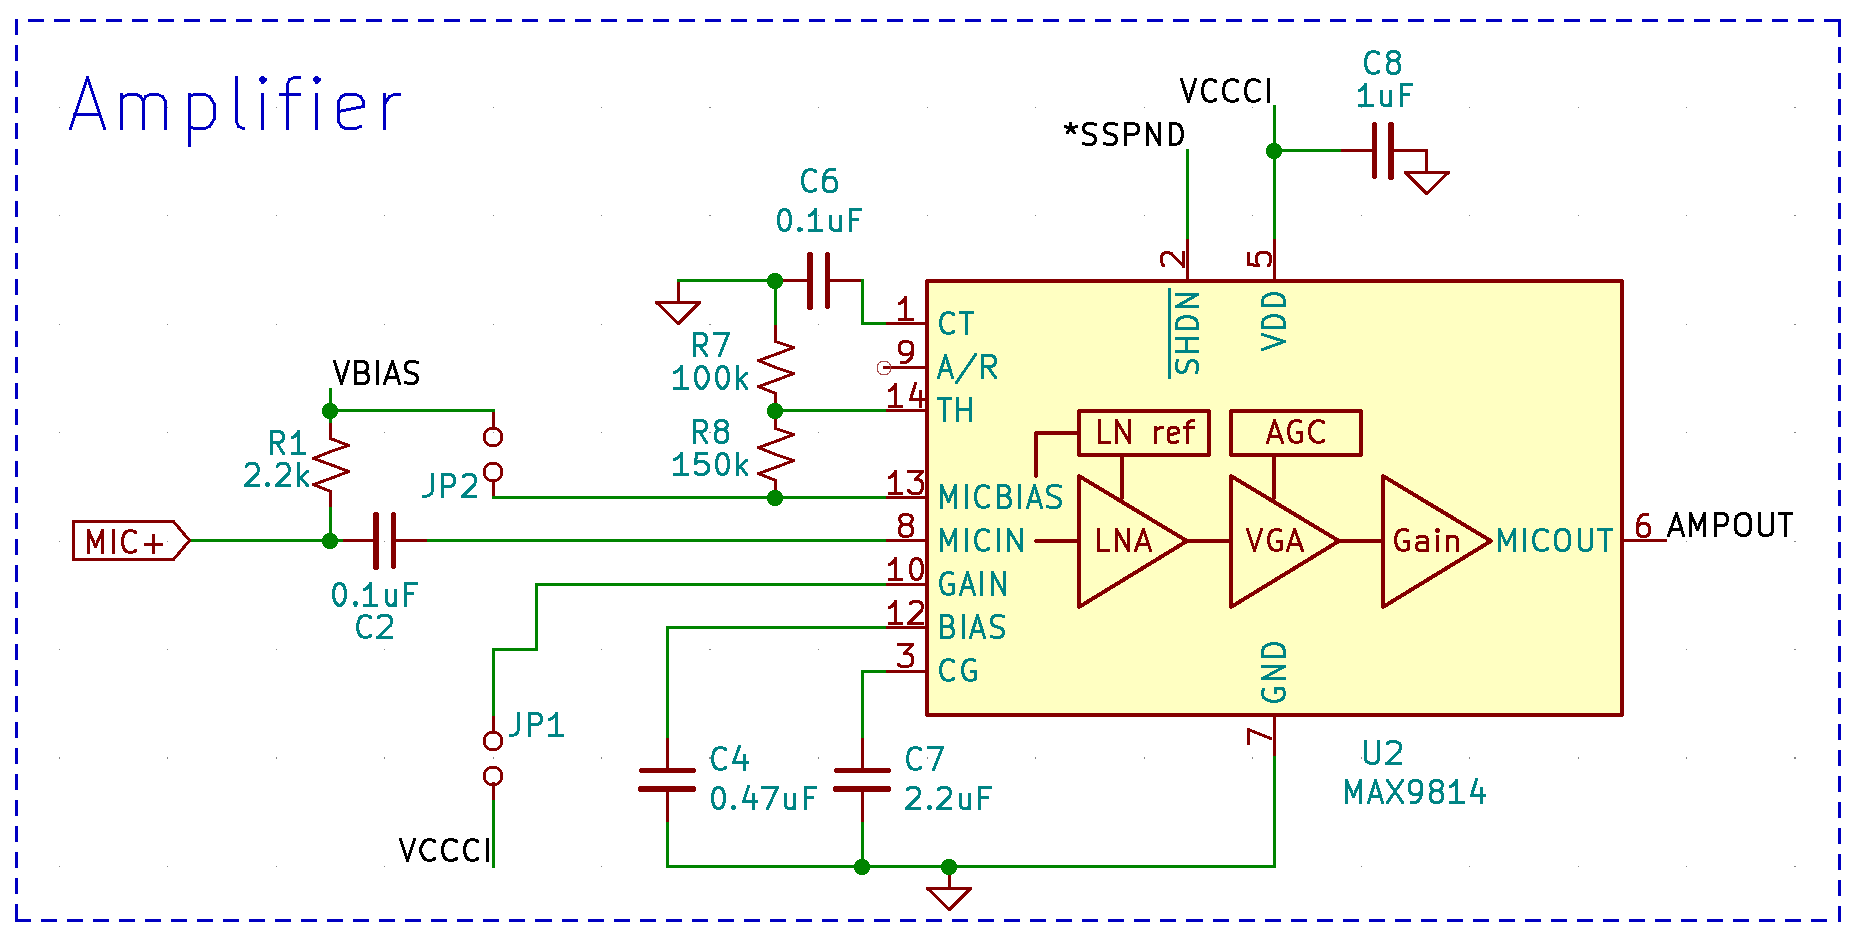 Amplifier
C8
1uF
VCCCI
*SSPND
C6
0.1uF
2
5
SHDN
VDD
1
CT
9
A/R
14
TH
R7
100k
VBIAS
R1
2.2k
JP2
R8
150k
LN ref
AGC
13
MICBIAS
MIC+
8
MICIN
LNA
VGA
Gain
MICOUT
6
AMPOUT
0.1uF
C2
10
GAIN
12
BIAS
3
CG
GND
7
JP1
C4
0.47uF
C7
2.2uF
U2
MAX9814
VCCCI